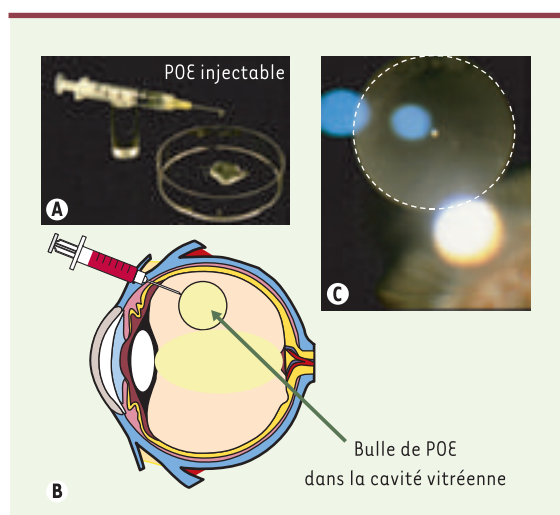 POE injectable
A
C
Bulle de POE
dans la cavité vitréenne
B